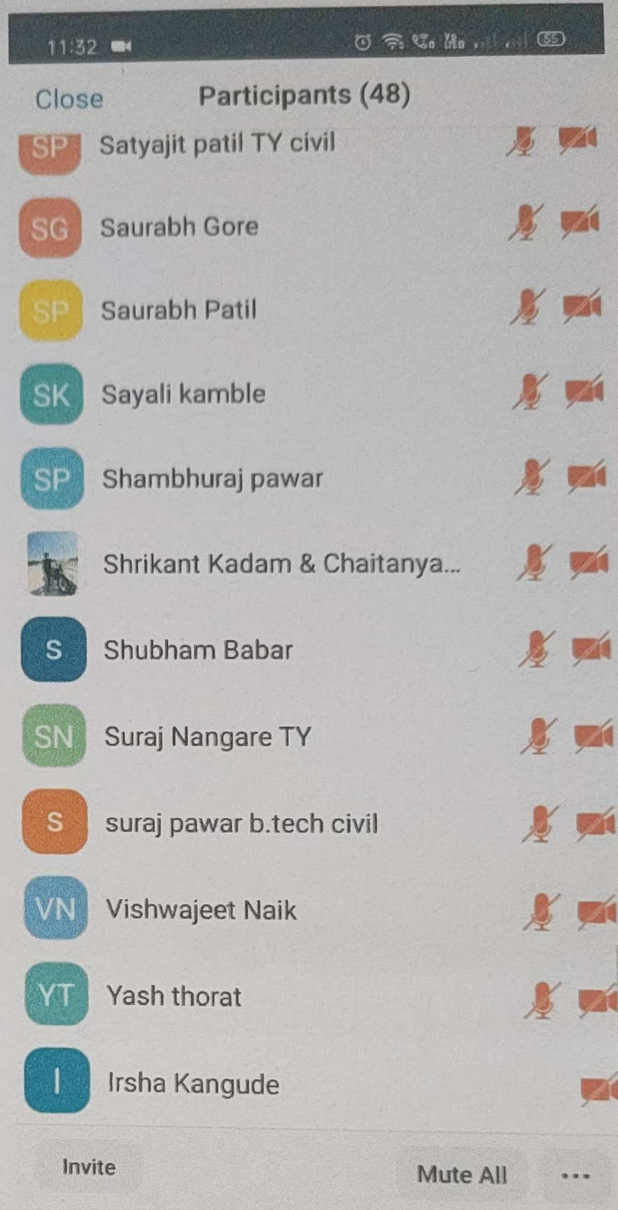 11:32 55
Close Participants (48)
SP Satyajit patil TY civil
SG Saurabh Gore
SP Saurabh Patil
SK Sayali kamble
SP Shambhuraj pawar
Shrikant Kadam & Chaitanya...
S Shubham Babar
SN Suraj Nangare TY
S suraj pawar b.tech civil
VN Vishwajeet Naik
YT Yash thorat
I Irsha Kangude
Invite Mute All ...